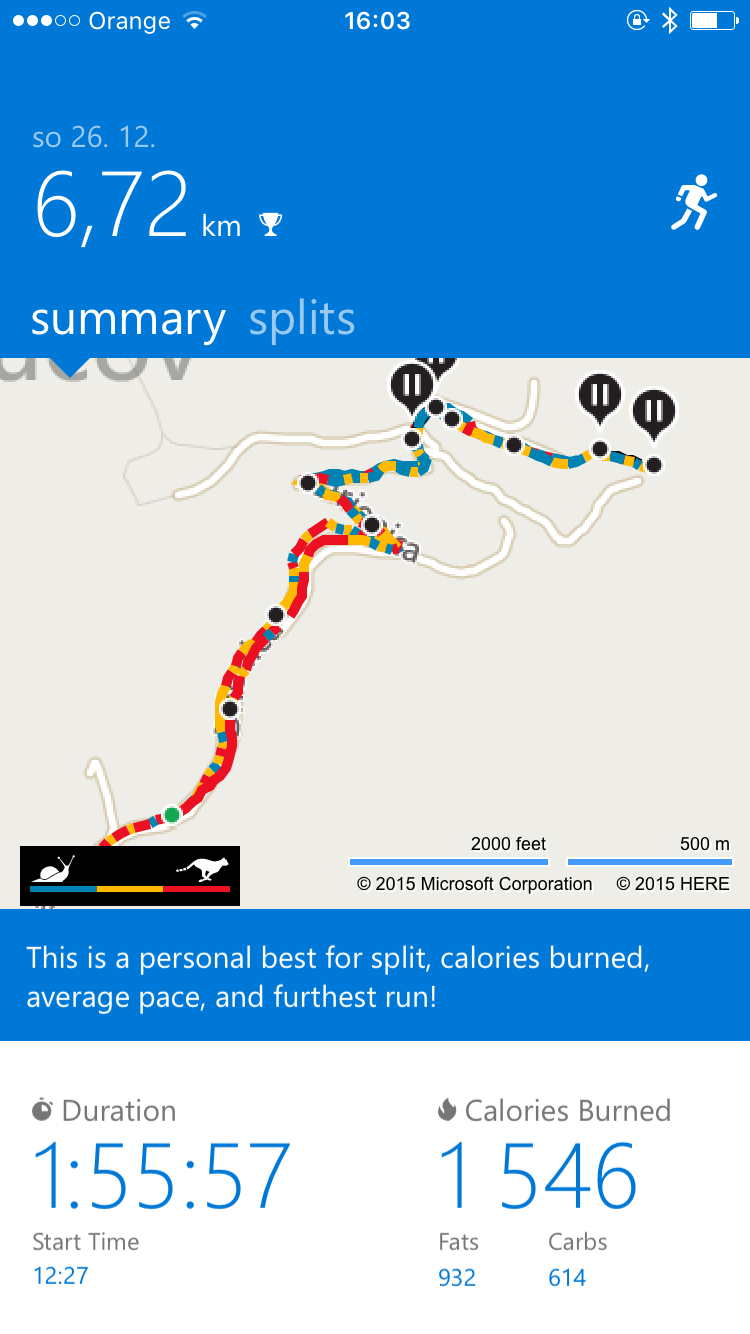 Orange 16:03
so 26. 12.
6,72 km
summary splits
2000 feet 500 m
© 2015 Microsoft Corporation © 2015 HERE
This is a personal best for split, calories burned,
average pace, and furthest run!
Duration Calories Burned
1:55:57 1 546
Start Time Fats Carbs
12:27 932 614